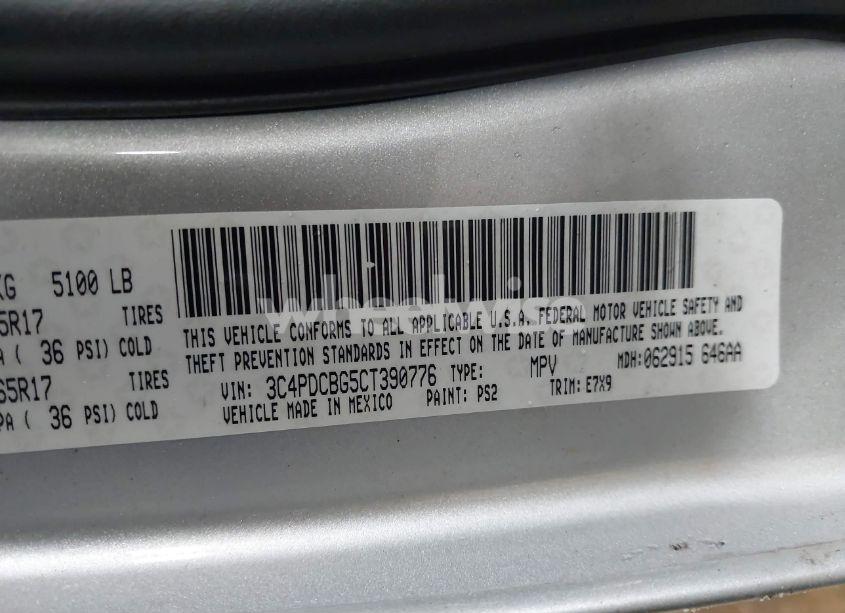 KG 5100 LB
5R17 TIRES
A ( 36 PSI) COLD
S5R17 TIRES
PA ( 36 PSI) COLD
THIS VEHICLE CONFORMS TO ALL APPLICABLE U.S.A. FEDERAL MOTOR VEHICLE SAFETY AND
THEFT PREVENTION STANDARDS IN EFFECT ON THE DATE OF MANUFACTURE SHOWN ABOVE.
VIN: 3C4PDCBG5CT390776 TYPE: MPV MDH:062915 646AA
VEHICLE MADE IN MEXICO PAINT: PS2 TRIM: E7X9
wheelwise